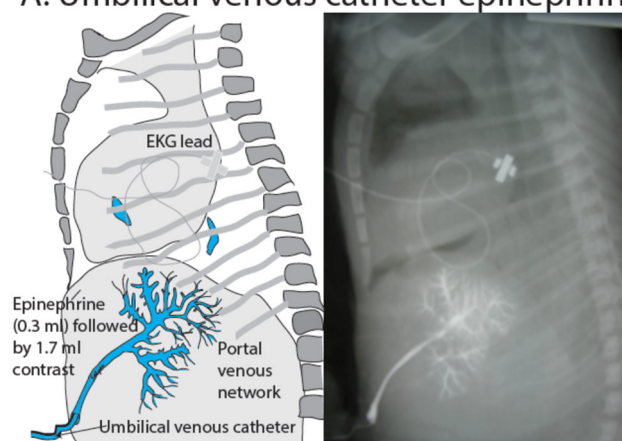 A. Umbilical venous catheter epinephrin
EKG lead
Epinephrine
(0.3 ml) followed
by 1.7 ml
contrast
Portal
venous
network
Umbilical venous catheter